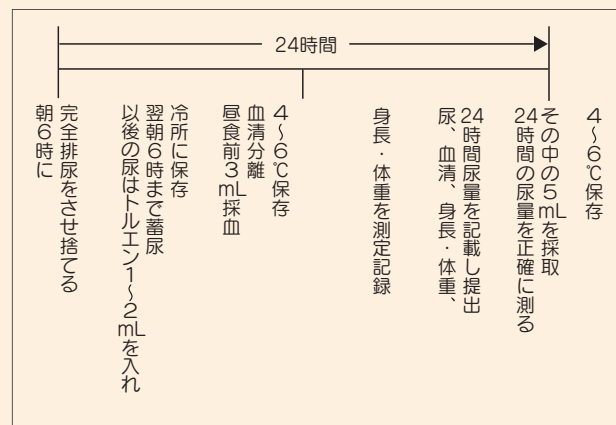 24時間
朝6時に
完全排尿をさせ捨てる
以後の尿はトルエン1〜2mLを入れ
翌朝6時まで蓄尿
冷所に保存
昼食前3mL採血
血清分離
4〜6℃保存
身長・体重を測定記録
尿、血清、身長・体重、
24時間尿量を記載し提出
24時間の尿量を正確に測る
その中の5mLを採取
4〜6℃保存